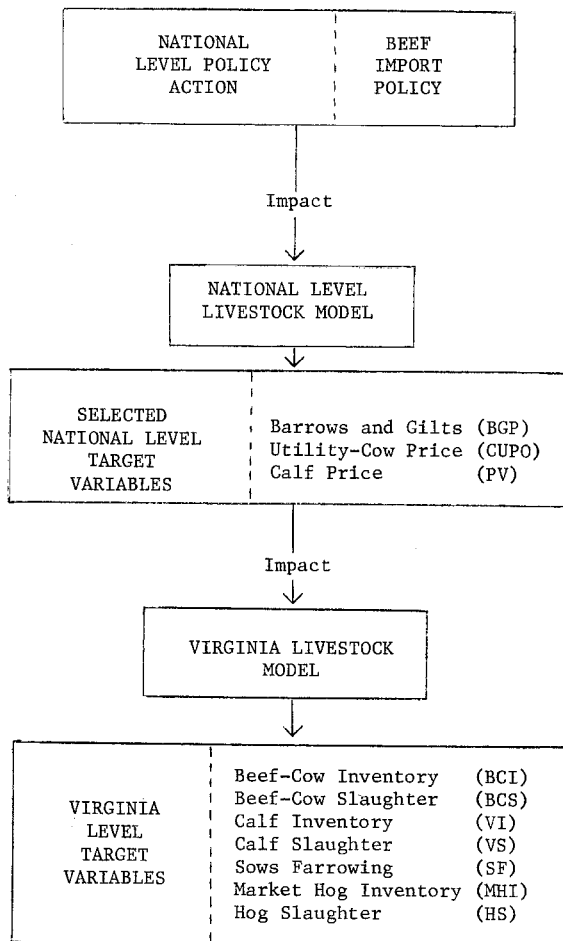 NATIONAL
LEVEL POLICY
ACTION
BEEF
IMPORT
POLICY
Impact
NATIONAL LEVEL
LIVESTOCK MODEL
SELECTED
NATIONAL LEVEL
TARGET
VARIABLES
Barrows and Gilts (BGP)
Utility-Cow Price (CUPO)
Calf Price (PV)
Impact
VIRGINIA LIVESTOCK
MODEL
VIRGINIA
LEVEL
TARGET
VARIABLES
Beef-Cow Inventory (BCI)
Beef-Cow Slaughter (BCS)
Calf Inventory (VI)
Calf Slaughter (VS)
Sows Farrowing (SF)
Market Hog Inventory (MHI)
Hog Slaughter (HS)